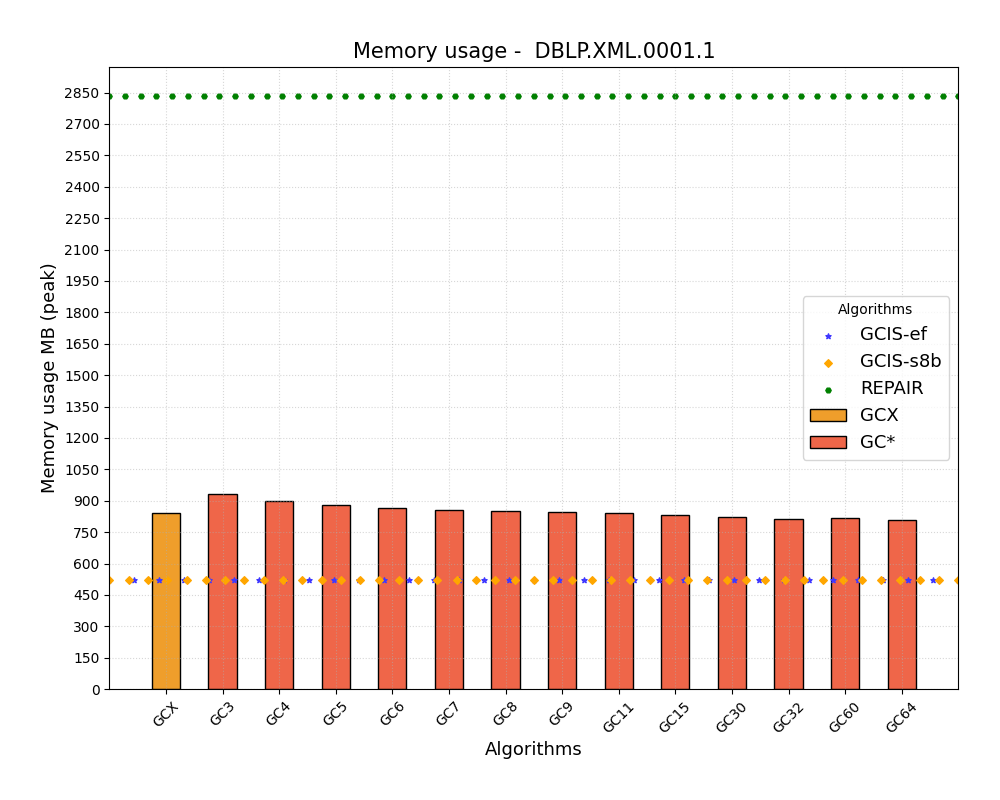 Memory usage -  DBLP.XML.0001.1
Memory usage MB (peak)
2850
2700
2550
2400
2250
2100
1950
1800
1650
1500
1350
1200
1050
900
750
600
450
300
150
0
Algorithms
GCIS-ef
GCIS-s8b
REPAIR
GCX
GC*
GCX GC3 GC4 GC5 GC6 GC7 GC8 GC9 GC11 GC15 GC30 GC32 GC60 GC64
Algorithms